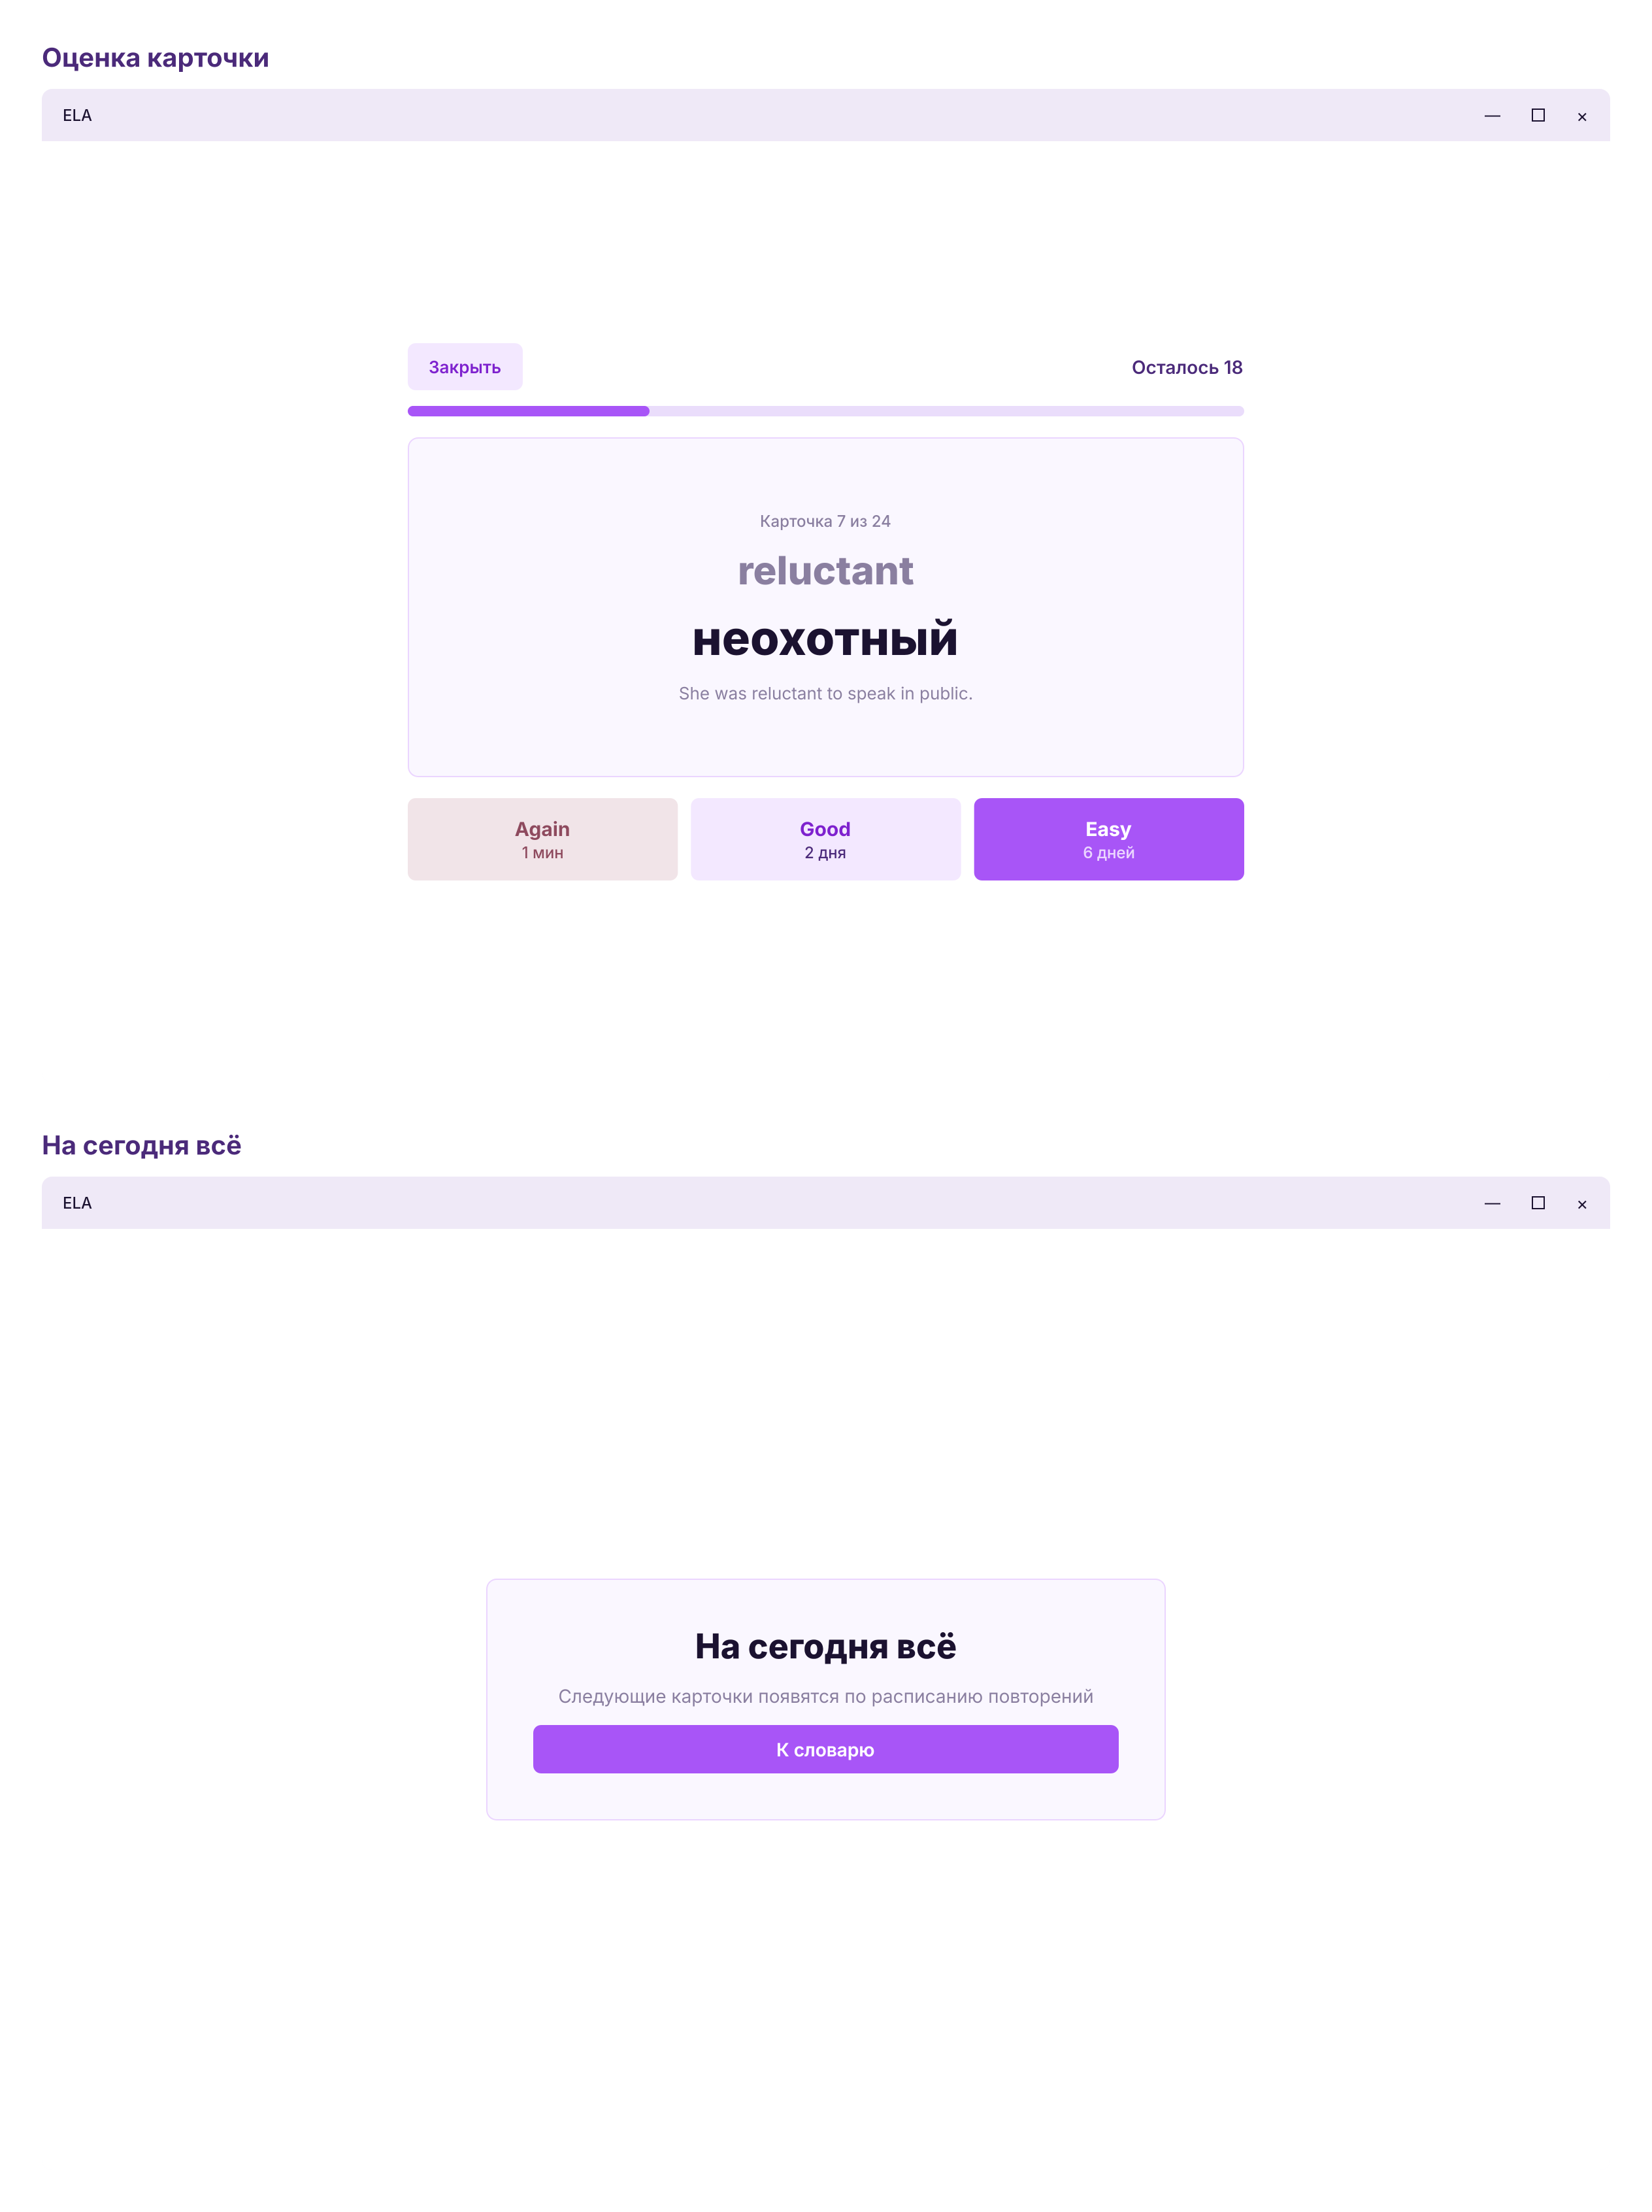 Оценка карточки
ELA
Закрыть
Осталось 18
Карточка 7 из 24
reluctant
неохотный
She was reluctant to speak in public.
Again
1 мин
Good
2 дня
Easy
6 дней
На сегодня всё
ELA
На сегодня всё
Следующие карточки появятся по расписанию повторений
К словарю